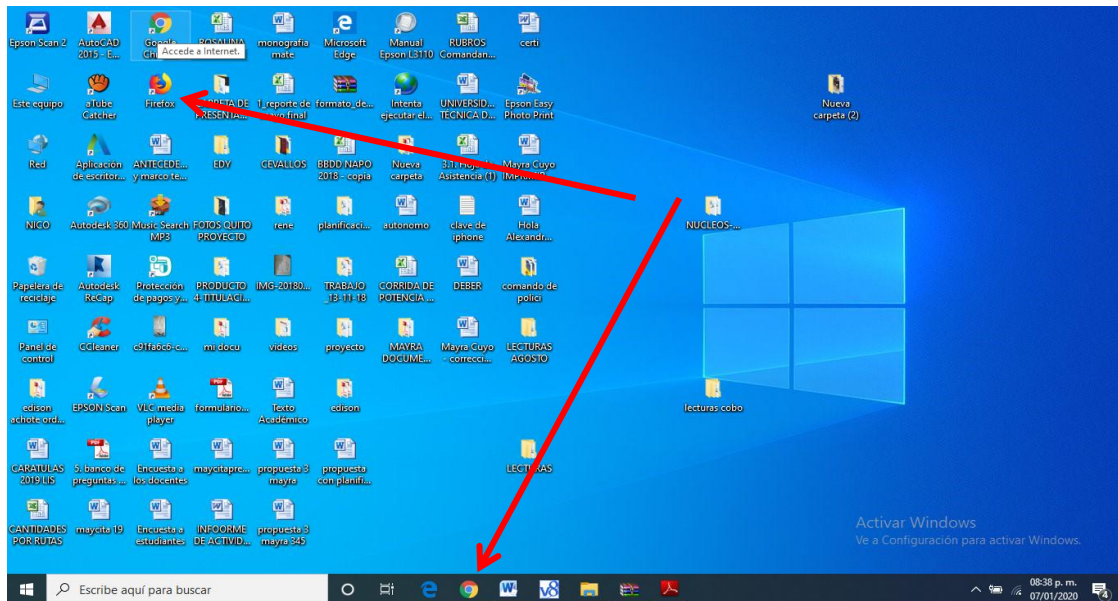 Epson Scan 2
AutoCAD
2015 - E...
Google
Accede a Internet.
ROSALINA
monografia
mate
Microsoft
Edge
Manual
Epson L3110
RUBROS
Comandan...
certi
Este equipo
aTube
Catcher
Firefox
CARPETA DE
PRESENTA...
1_reporte de
final
formato_de...
Intenta
ejecutar el...
UNIVERSID...
TECNICA D...
Epson Easy
Photo Print
Nueva
carpeta (2)
Red
Aplicación
de escritor...
ANTECEDE...
y marco te...
EDY
CEVALLOS
BBDD NAPO
2018 - copia
Nueva
carpeta
Asistencia (1)
Mayra Cuyo
NICO
Autodesk 360
Music Search
MP3
FOTOS QUITO
PROYECTO
rene
planificaci...
autonomo
clave de
iphone
Hola
Alexandr...
NUCLEOS-...
Papelera de
reciclaje
Autodesk
ReCap
Protección
de pagos y...
PRODUCTO
4- TITULACI...
IMG-20180...
TRABAJO
_13-11-18
CORRIDA DE
POTENCIA ...
DEBER
comando de
polici
Panel de
control
CCleaner
c91fa6c6-c...
mi docu
videos
proyecto
MAYRA
DOCUME...
Mayra Cuyo
- correcci...
LECTURAS
AGOSTO
edison
achote ord...
EPSON Scan
VLC media
player
formulario...
Texto
Académico
edison
lecturas cobo
CARATULAS
2019 LIS
5. banco de
preguntas ...
Encuesta a
los docentes
maycitapre...
propuesta 3
mayra
propuesta
con planifi...
LECTURAS
CANTIDADES
POR RUTAS
maycita 19
Encuesta a
estudiantes
INFOORME
DE ACTIVID...
propuesta 3
mayra 345
Activar Windows
Ve a Configuración para activar Windows.
Escribe aquí para buscar
08:38 p. m.
07/01/2020